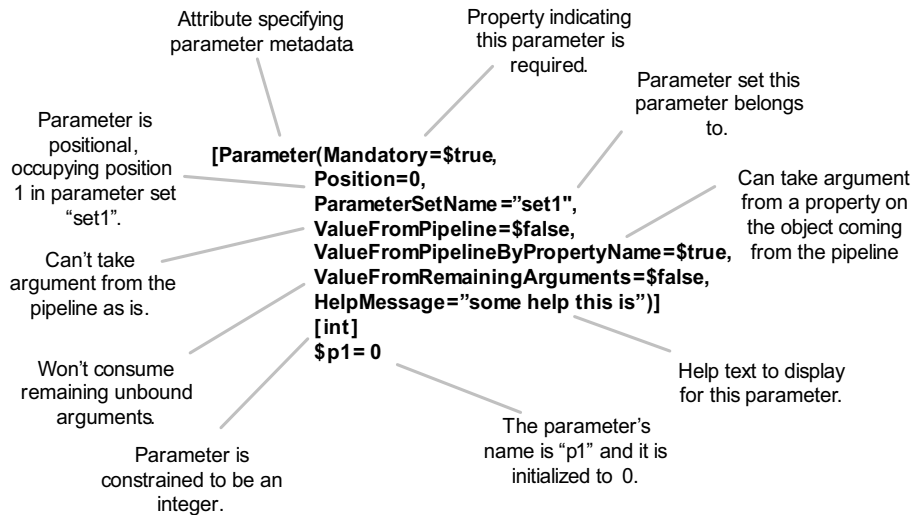 Attribute specifying
parameter metadata.
Property indicating
this parameter is
required.
Parameter set this
parameter belongs
to.
Parameter is
positional,
occupying position
1 in parameter set
“set1”.
[Parameter(Mandatory=$true,
Position=0,
ParameterSetName=”set1",
ValueFromPipeline=$false,
ValueFromPipelineByPropertyName=$true,
ValueFromRemainingArguments=$false,
HelpMessage=”some help this is”)]
[int]
$p1=0
Can take argument
from a property on
the object coming
from the pipeline
Can’t take
argument from the
pipeline as is.
Won’t consume
remaining unbound
arguments.
Help text to display
for this parameter.
The parameter’s
name is “p1” and it is
initialized to 0.
Parameter is
constrained to be an
integer.